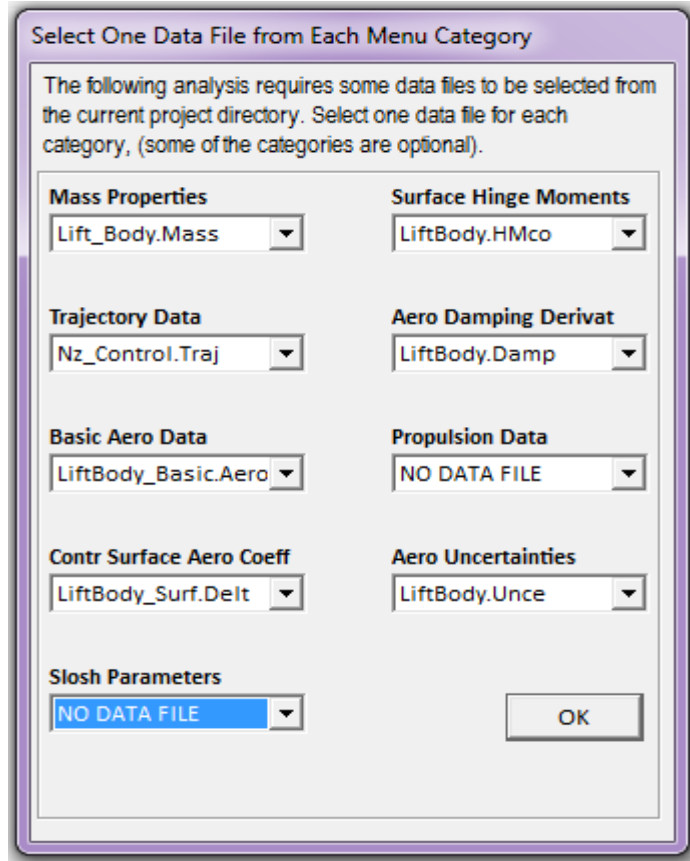 Select One Data File from Each Menu Category
The following analysis requires some data files to be selected from
the current project directory. Select one data file for each
category, (some of the categories are optional).
Mass Properties
Lift_Body.Mass
Surface Hinge Moments
LiftBody.HMco
Trajectory Data
Nz_Control.Traj
Aero Damping Derivat
LiftBody.Damp
Basic Aero Data
LiftBody_Basic.Aero
Propulsion Data
NO DATA FILE
Contr Surface Aero Coeff
LiftBody_Surf.Delt
Aero Uncertainties
LiftBody.Unce
Slosh Parameters
NO DATA FILE
OK